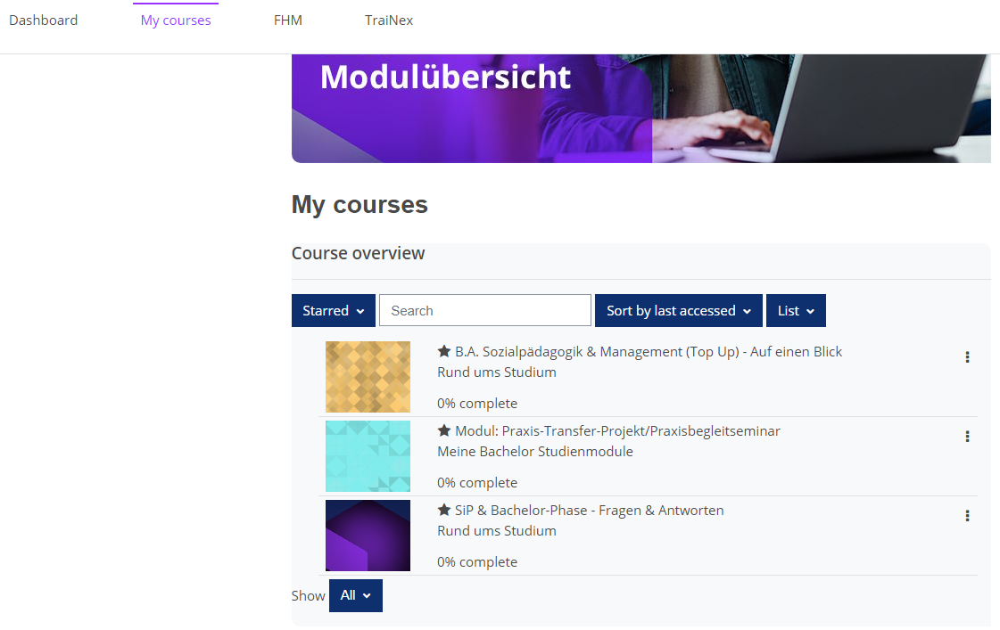 Dashboard
My courses
FHM
TraiNex
Modulübersicht
My courses
Course overview
Starred
Search
Sort by last accessed
List
B.A. Sozialpädagogik & Management (Top Up) - Auf einen Blick
Rund ums Studium
0% complete
Modul: Praxis-Transfer-Projekt/Praxisbegleitseminar
Meine Bachelor Studienmodule
0% complete
SiP & Bachelor-Phase - Fragen & Antworten
Rund ums Studium
0% complete
Show
All